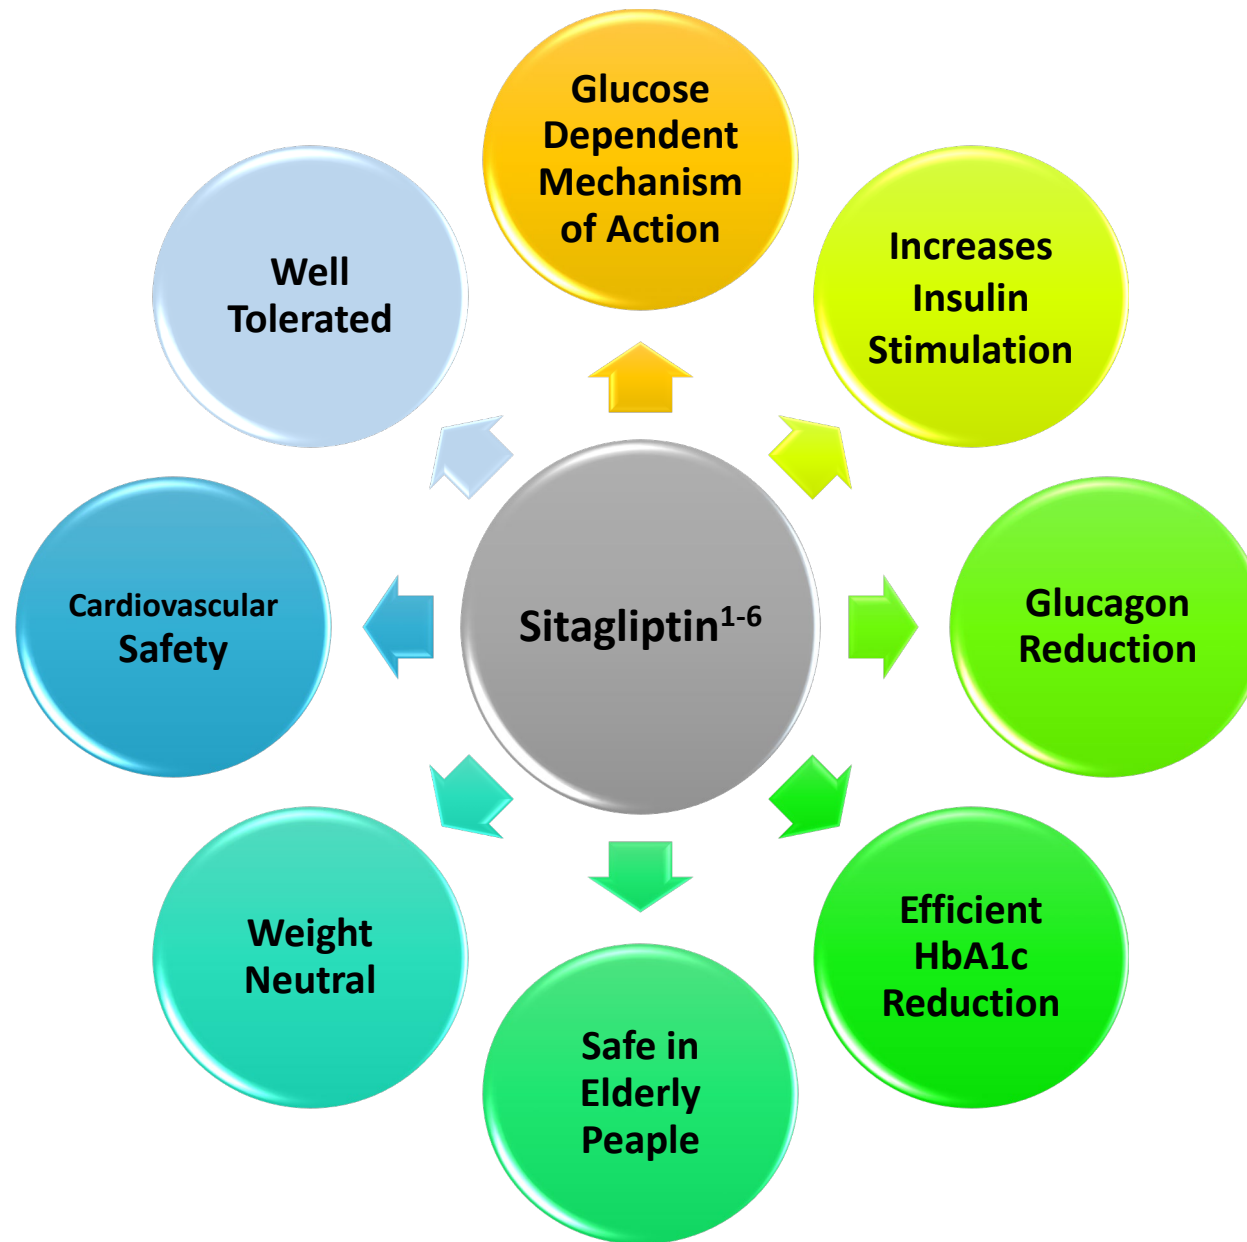 Glucose
Dependent
Mechanism
of Action
Increases
Insulin
Stimulation
Glucagon
Reduction
Efficient
HbA1c
Reduction
Safe in
Elderly
Peaple
Weight
Neutral
Cardiovascular
Safety
Well
Tolerated
Sitagliptin¹⁻⁶